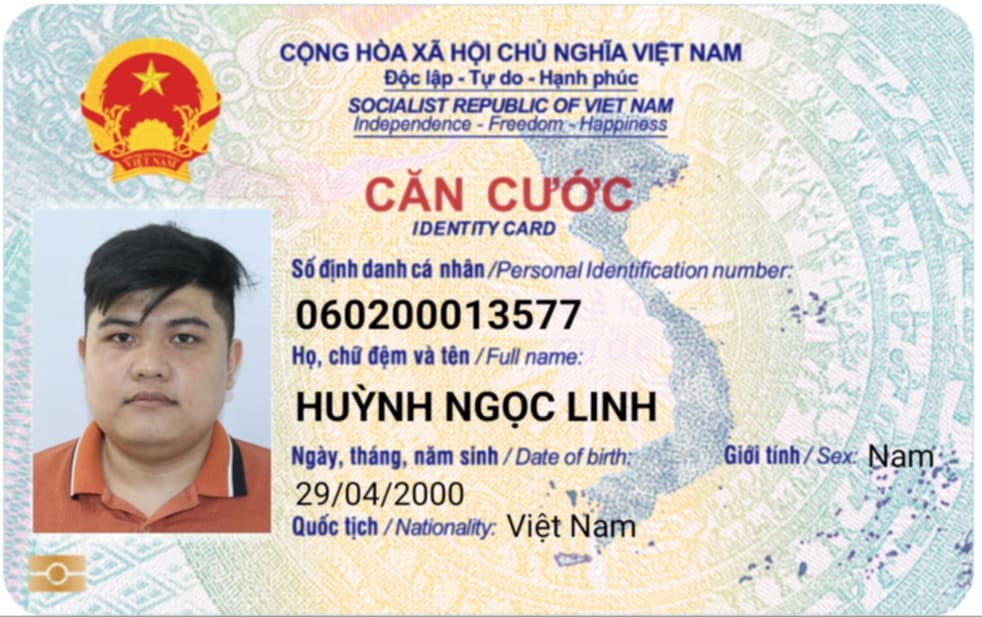 CỘNG HÒA XÃ HỘI CHỦ NGHĨA VIỆT NAM
Độc lập - Tự do - Hạnh phúc
SOCIALIST REPUBLIC OF VIET NAM
Independence - Freedom - Happiness
VIỆT NAM
CĂN CƯỚC
IDENTITY CARD
Số định danh cá nhân / Personal Identification number:
060200013577
Họ, chữ đệm và tên / Full name:
HUỲNH NGỌC LINH
Ngày, tháng, năm sinh / Date of birth: Giới tính / Sex: Nam
29/04/2000
Quốc tịch / Nationality: Việt Nam